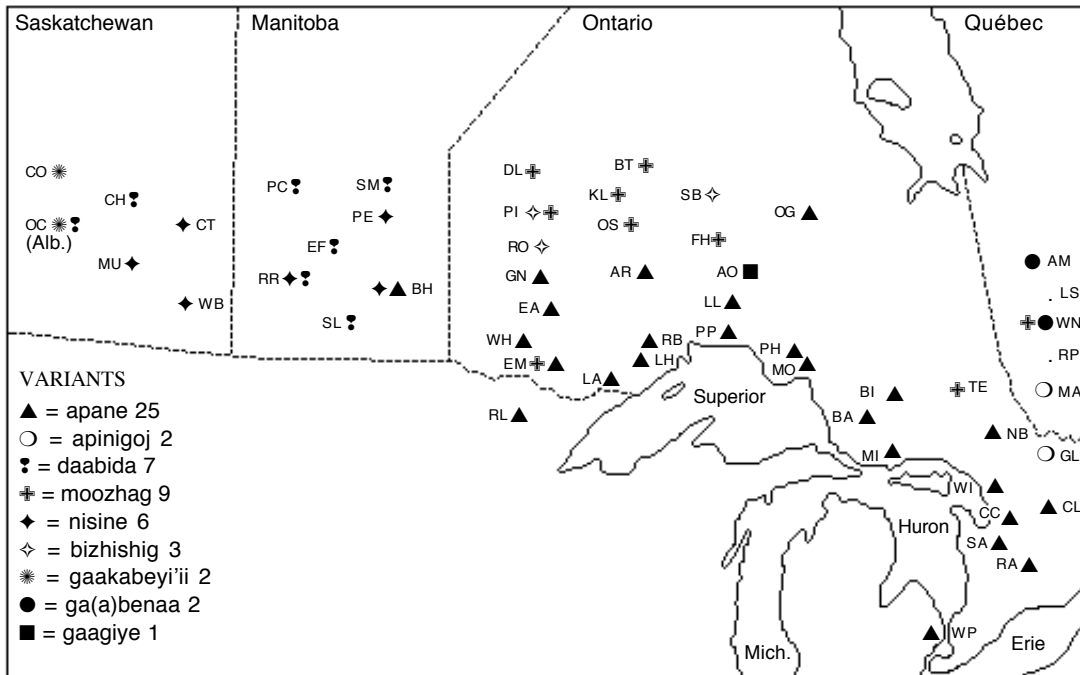 Saskatchewan Manitoba Ontario Québec
CO
DL
BT
CH
PC
SM
KL
SB
OC
(Alb.)
CT
PE
PI
OS
OG
EF
RO
FH
MU
RR
BH
GN
AR
AO
AM
WB
SL
EA
LL
LS
WN
WH
RB
PP
RP
EM
LH
PH
MO
LA
TE
MA
RL
Superior
BI
BA
NB
MI
GL
WI
CC
Huron
CL
SA
RA
WP
Mich.
Erie
VARIANTS
▲ = apane 25
❍ = apinigoj 2
❢ = daabida 7
✙ = moozhag 9
✦ = nisine 6
✧ = bizhishig 3
✺ = gaakabeyi'ii 2
● = ga(a)benaa 2
■ = gaagiye 1